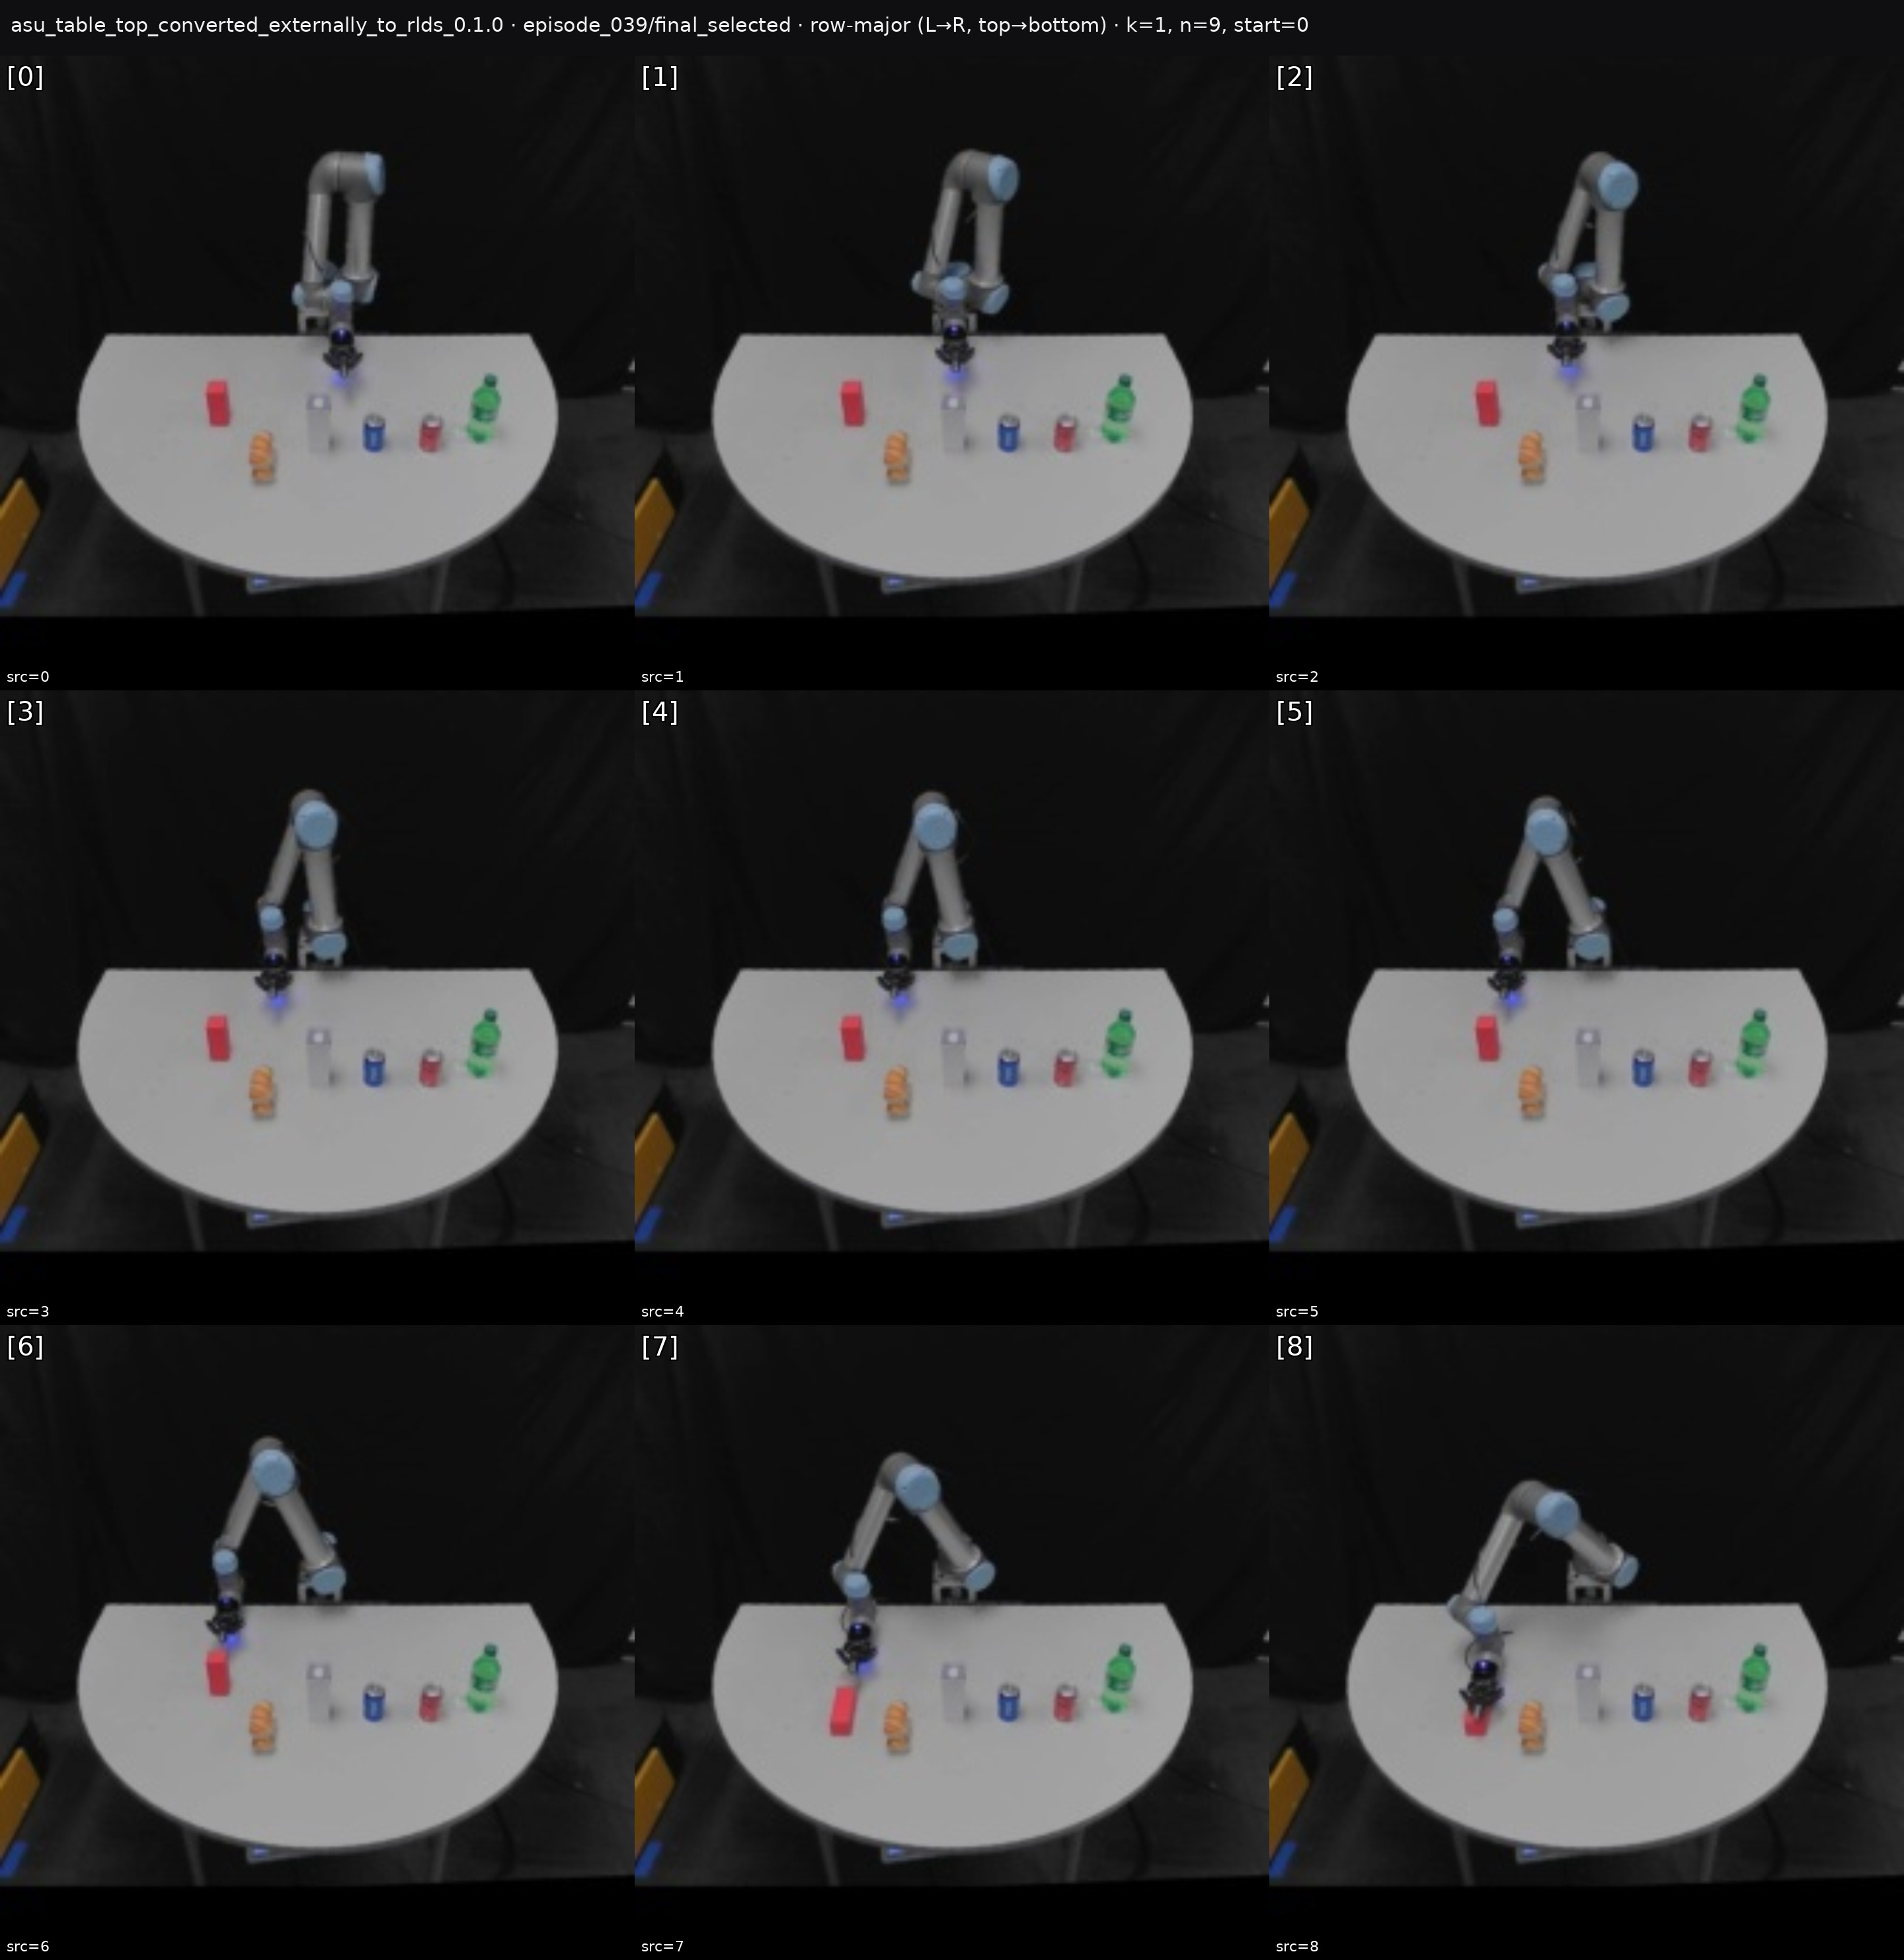 asu_table_top_converted_externally_to_rlds_0.1.0 · episode_039/final_selected · row-major (L→R, top→bottom) · k=1, n=9, start=0
[0]
[1]
[2]
src=0
src=1
src=2
[3]
[4]
[5]
src=3
src=4
src=5
[6]
[7]
[8]
src=6
src=7
src=8